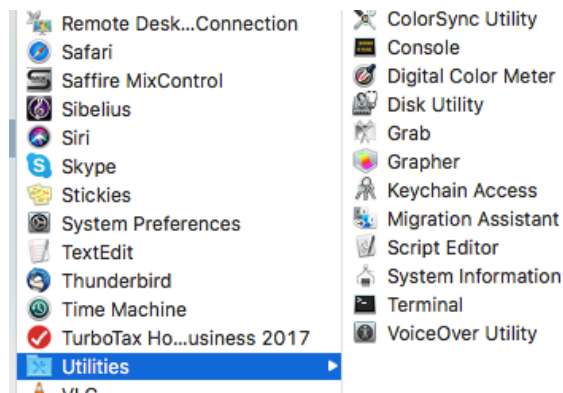 Remote Desk...Connection
Safari
Saffire MixControl
Sibelius
Siri
Skype
Stickies
System Preferences
TextEdit
Thunderbird
Time Machine
TurboTax Ho...usiness 2017
Utilities
VLC
ColorSync Utility
Console
Digital Color Meter
Disk Utility
Grab
Grapher
Keychain Access
Migration Assistant
Script Editor
System Information
Terminal
VoiceOver Utility